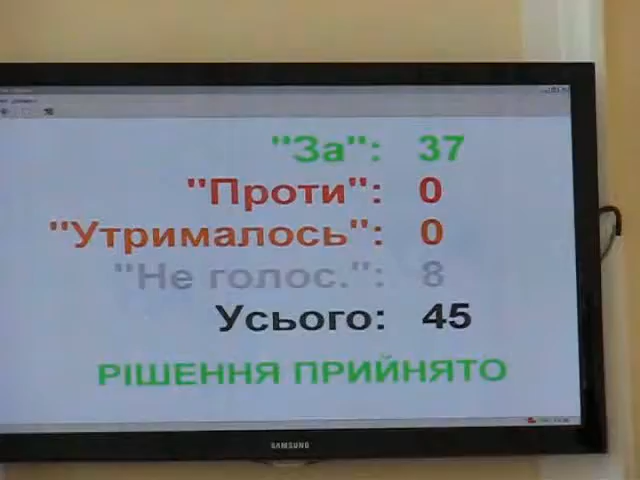 "За": 37
"Проти": 0
"Утрималось": 0
"Не голос.": 8
Усього: 45
РІШЕННЯ ПРИЙНЯТО
SAMSUNG